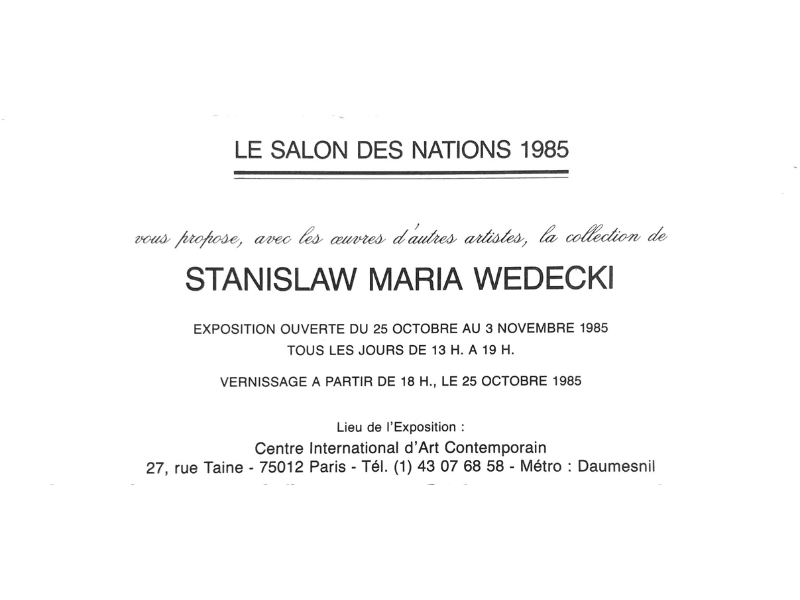 LE SALON DES NATIONS 1985
vous propose, avec les œuvres d'autres artistes, la collection de
STANISLAW MARIA WEDECKI
EXPOSITION OUVERTE DU 25 OCTOBRE AU 3 NOVEMBRE 1985
TOUS LES JOURS DE 13 H. A 19 H.
VERNISSAGE A PARTIR DE 18 H., LE 25 OCTOBRE 1985
Lieu de l'Exposition :
Centre International d'Art Contemporain
27, rue Taine - 75012 Paris - Tél. (1) 43 07 68 58 - Métro : Daumesnil